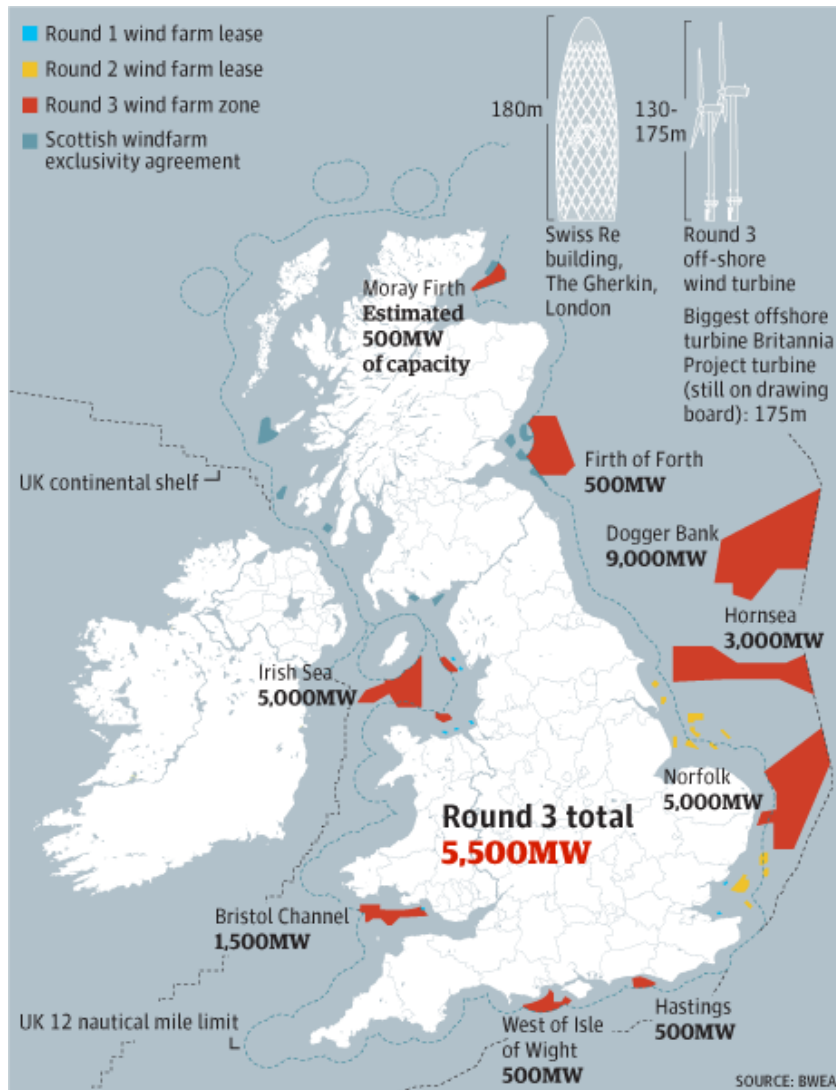 Round 1 wind farm lease
Round 2 wind farm lease
Round 3 wind farm zone
Scottish windfarm
exclusivity agreement
180m
130-
175m
Swiss Re
building,
The Gherkin,
London
Round 3
off-shore
wind turbine
Biggest offshore
turbine Britannia
Project turbine
(still on drawing
board): 175m
Moray Firth
Estimated
500MW
of capacity
UK continental shelf
Firth of Forth
500MW
Dogger Bank
9,000MW
Hornsea
3,000MW
Irish Sea
5,000MW
Norfolk
5,000MW
Round 3 total
5,500MW
Bristol Channel
1,500MW
UK 12 nautical mile limit
West of Isle
of Wight
500MW
Hastings
500MW
SOURCE: BWEA